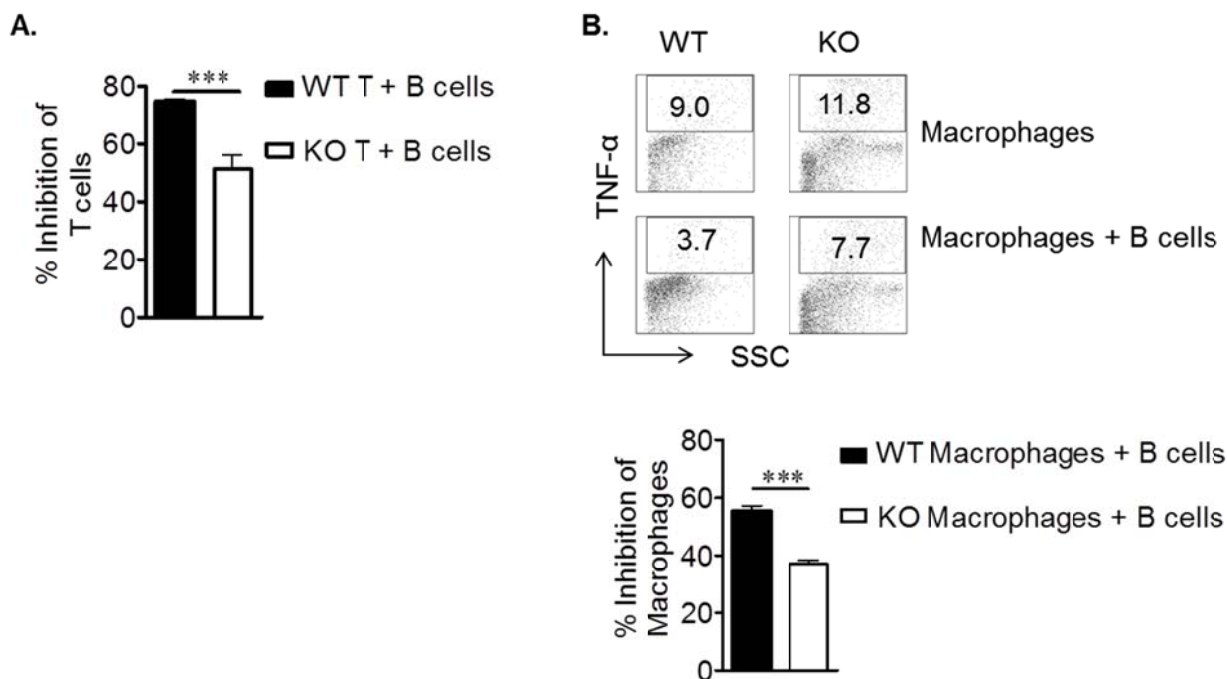 A.
***
WT T + B cells
KO T + B cells
% Inhibition of
T cells
80
60
40
20
0
B.
WT KO
9.0 11.8
Macrophages
3.7 7.7
Macrophages + B cells
TNF-α
SSC
***
WT Macrophages + B cells
KO Macrophages + B cells
% Inhibition of
Macrophages
80
60
40
20
0